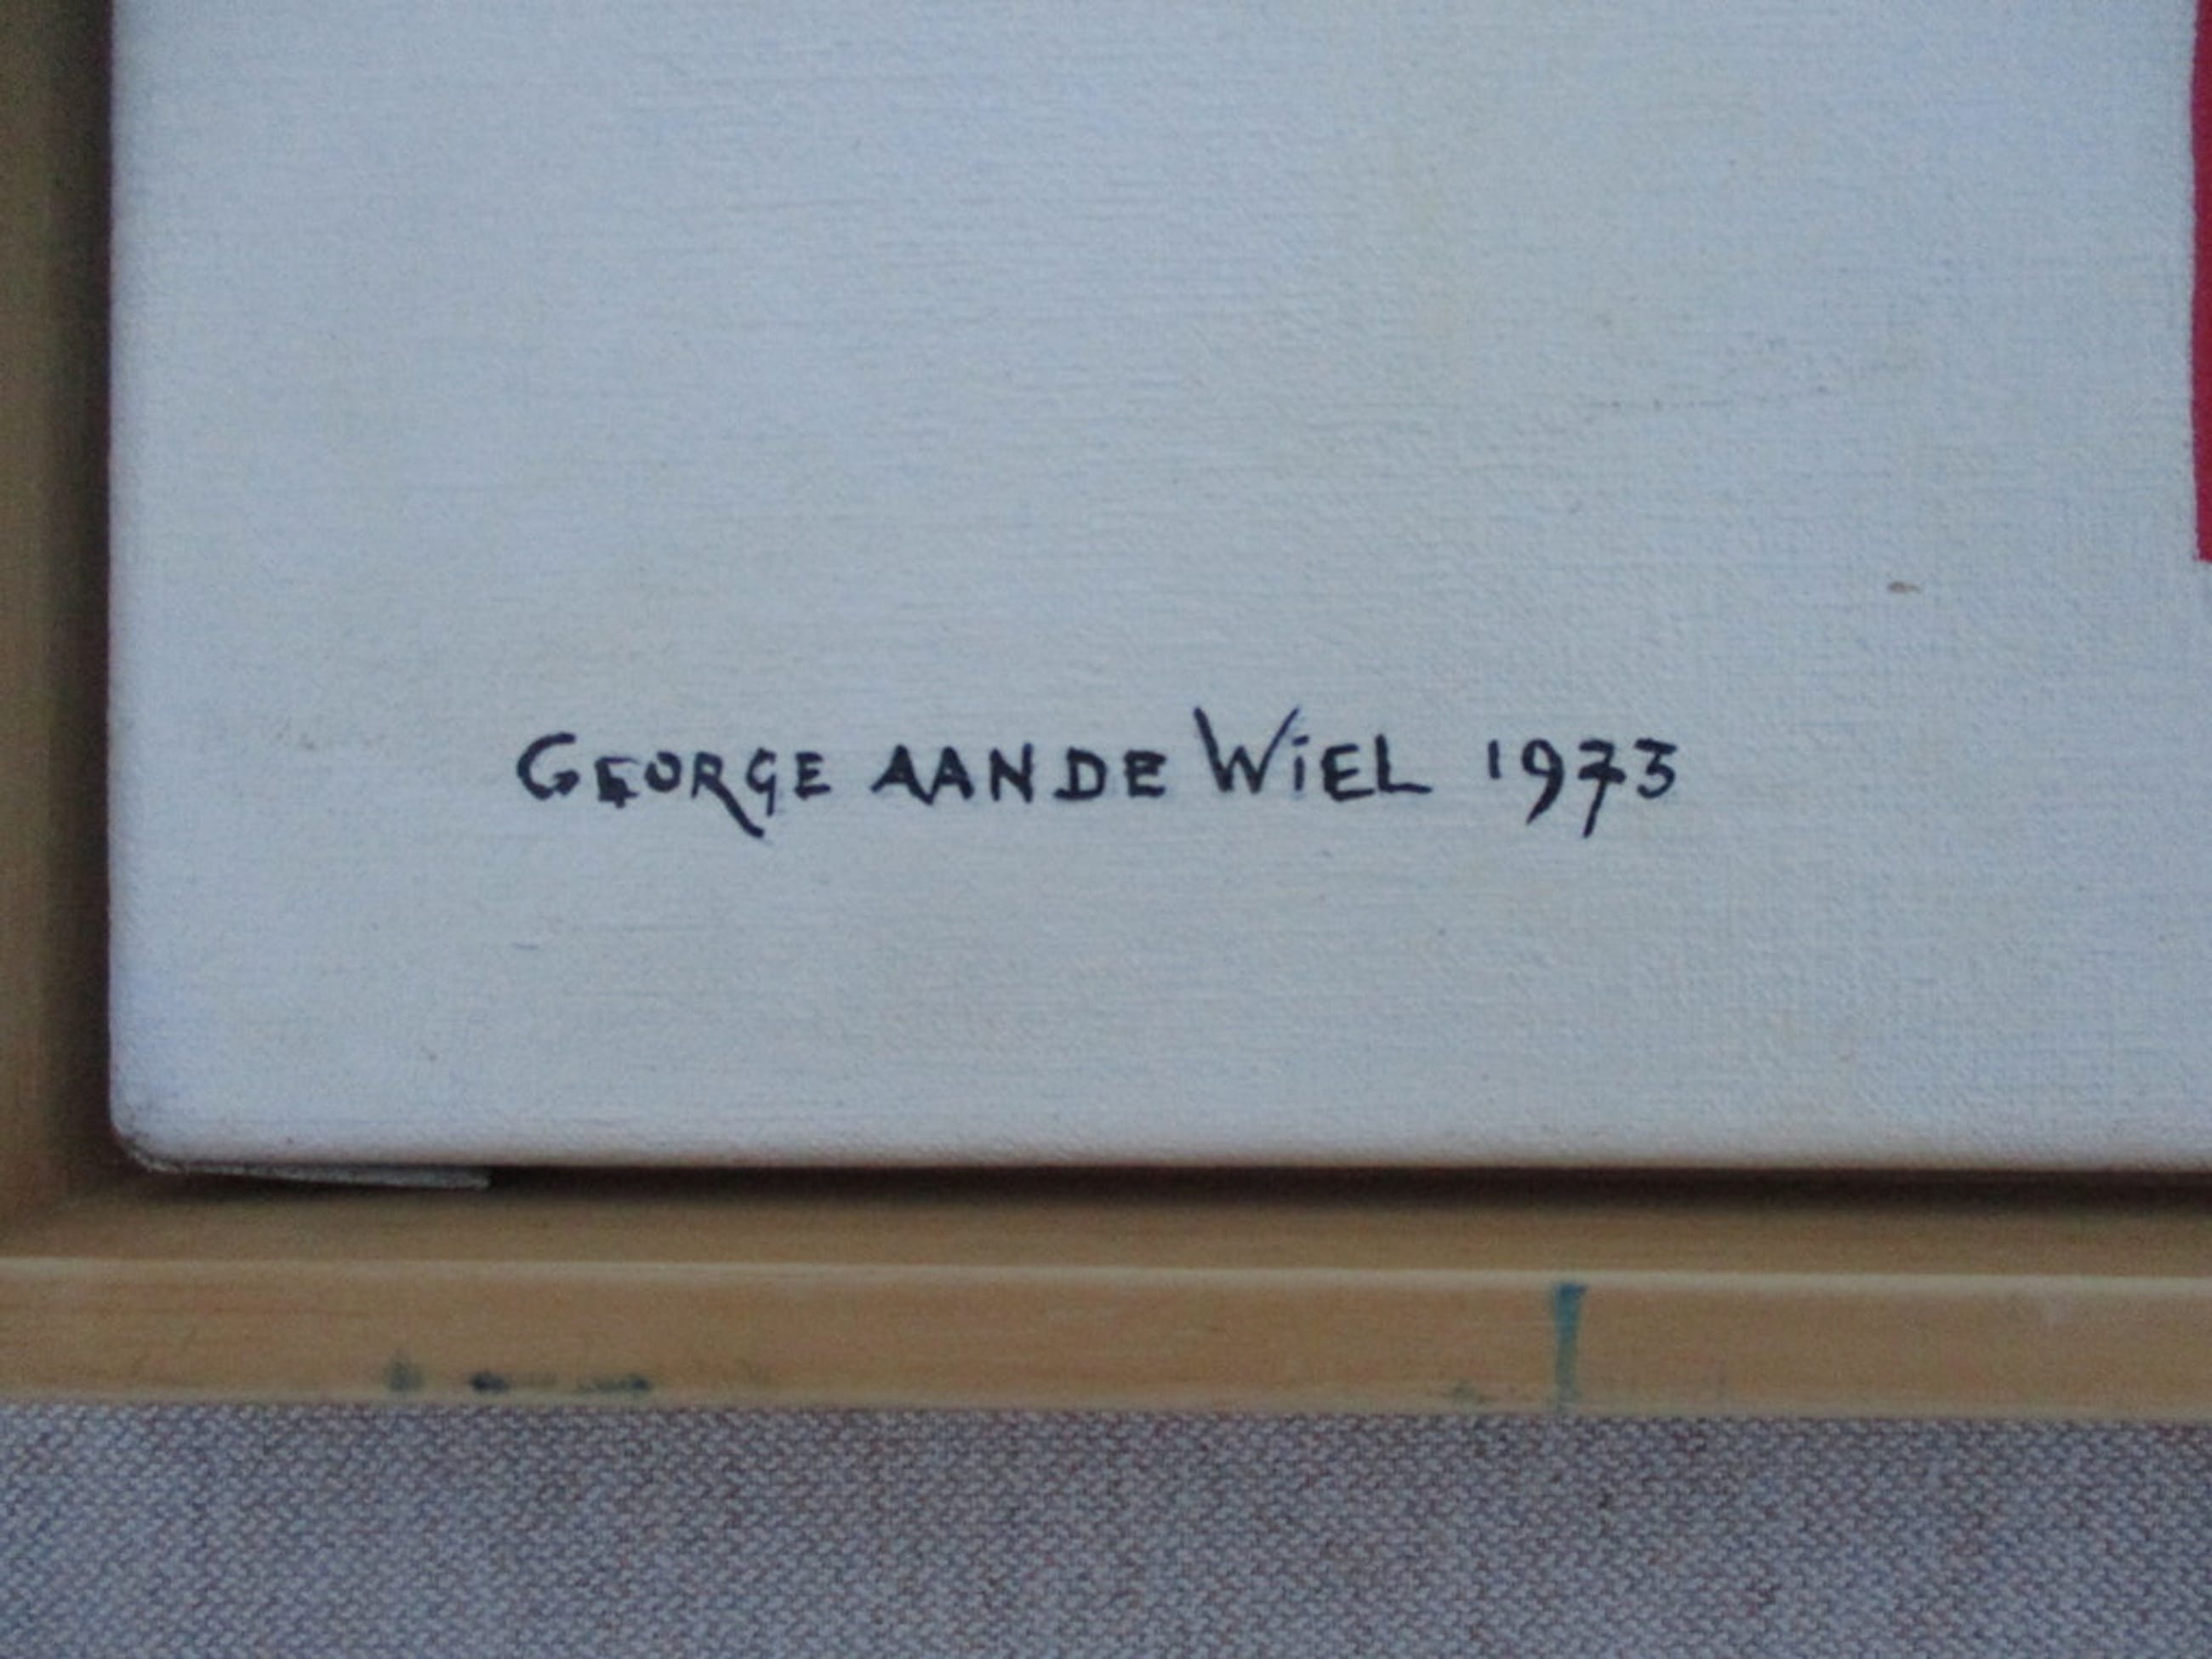 GEORGE AAN DE WiEL 1973